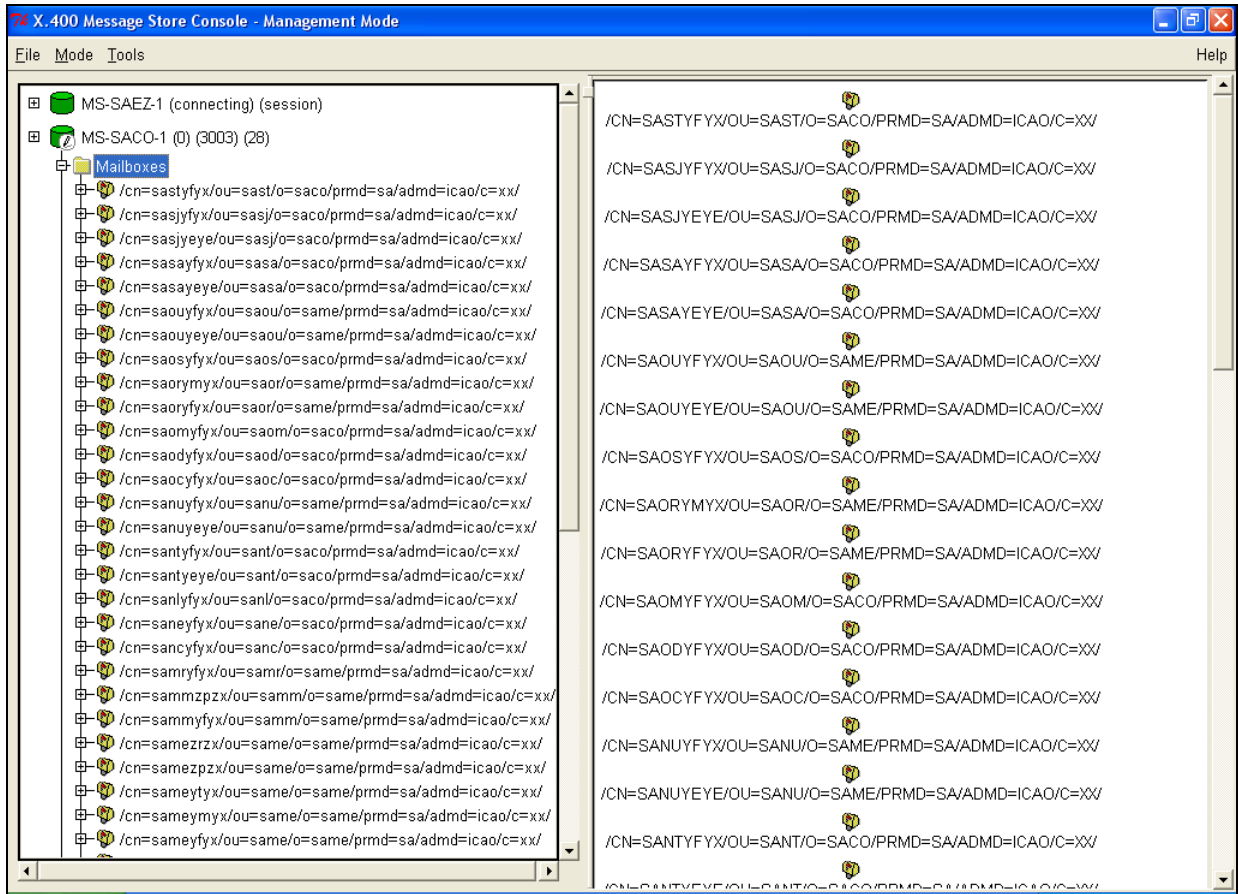 X.400 Message Store Console - Management Mode
File Mode Tools Help
MS-SAEZ-1 (connecting) (session)
MS-SACO-1 (0) (3003) (28)
Mailboxes
/cn=sastyfyx/ou=sast/o=saco/prmd=sa/admd=icao/c=xx/
/cn=sasjyfyx/ou=sasj/o=saco/prmd=sa/admd=icao/c=xx/
/cn=sasjyeye/ou=sasj/o=saco/prmd=sa/admd=icao/c=xx/
/cn=sasayfyx/ou=sasa/o=saco/prmd=sa/admd=icao/c=xx/
/cn=sasayeye/ou=sasa/o=saco/prmd=sa/admd=icao/c=xx/
/cn=saouyfyx/ou=saou/o=same/prmd=sa/admd=icao/c=xx/
/cn=saouyeye/ou=saou/o=same/prmd=sa/admd=icao/c=xx/
/cn=saosyfyx/ou=saos/o=saco/prmd=sa/admd=icao/c=xx/
/cn=saorymyx/ou=saor/o=same/prmd=sa/admd=icao/c=xx/
/cn=saoryfyx/ou=saor/o=same/prmd=sa/admd=icao/c=xx/
/cn=saomyfyx/ou=saom/o=saco/prmd=sa/admd=icao/c=xx/
/cn=saodyfyx/ou=saod/o=saco/prmd=sa/admd=icao/c=xx/
/cn=saocyfyx/ou=saoc/o=saco/prmd=sa/admd=icao/c=xx/
/cn=sanuyfyx/ou=sanu/o=same/prmd=sa/admd=icao/c=xx/
/cn=sanuyeye/ou=sanu/o=same/prmd=sa/admd=icao/c=xx/
/cn=santyfyx/ou=sant/o=saco/prmd=sa/admd=icao/c=xx/
/cn=santyeye/ou=sant/o=saco/prmd=sa/admd=icao/c=xx/
/cn=sanlyfyx/ou=sanl/o=saco/prmd=sa/admd=icao/c=xx/
/cn=saneyfyx/ou=sane/o=saco/prmd=sa/admd=icao/c=xx/
/cn=sancyfyx/ou=sanc/o=saco/prmd=sa/admd=icao/c=xx/
/cn=samryfyx/ou=samr/o=same/prmd=sa/admd=icao/c=xx/
/cn=sammzpzx/ou=samm/o=same/prmd=sa/admd=icao/c=xx/
/cn=sammyfyx/ou=samm/o=same/prmd=sa/admd=icao/c=xx/
/cn=samezrzx/ou=same/o=same/prmd=sa/admd=icao/c=xx/
/cn=samezpzx/ou=same/o=same/prmd=sa/admd=icao/c=xx/
/cn=sameytyx/ou=same/o=same/prmd=sa/admd=icao/c=xx/
/cn=sameymyx/ou=same/o=same/prmd=sa/admd=icao/c=xx/
/cn=sameyfyx/ou=same/o=same/prmd=sa/admd=icao/c=xx/
/CN=SASTYFYX/OU=SAST/O=SACO/PRMD=SA/ADMD=ICAO/C=XX/
/CN=SASJYFYX/OU=SASJ/O=SACO/PRMD=SA/ADMD=ICAO/C=XX/
/CN=SASJYEYE/OU=SASJ/O=SACO/PRMD=SA/ADMD=ICAO/C=XX/
/CN=SASAYFYX/OU=SASA/O=SACO/PRMD=SA/ADMD=ICAO/C=XX/
/CN=SASAYEYE/OU=SASA/O=SACO/PRMD=SA/ADMD=ICAO/C=XX/
/CN=SAOUYFYX/OU=SAOU/O=SAME/PRMD=SA/ADMD=ICAO/C=XX/
/CN=SAOUYEYE/OU=SAOU/O=SAME/PRMD=SA/ADMD=ICAO/C=XX/
/CN=SAOSYFYX/OU=SAOS/O=SACO/PRMD=SA/ADMD=ICAO/C=XX/
/CN=SAORYMYX/OU=SAOR/O=SAME/PRMD=SA/ADMD=ICAO/C=XX/
/CN=SAORYFYX/OU=SAOR/O=SAME/PRMD=SA/ADMD=ICAO/C=XX/
/CN=SAOMYFYX/OU=SAOM/O=SACO/PRMD=SA/ADMD=ICAO/C=XX/
/CN=SAODYFYX/OU=SAOD/O=SACO/PRMD=SA/ADMD=ICAO/C=XX/
/CN=SAOCYFYX/OU=SAOC/O=SACO/PRMD=SA/ADMD=ICAO/C=XX/
/CN=SANUYFYX/OU=SANU/O=SAME/PRMD=SA/ADMD=ICAO/C=XX/
/CN=SANUYEYE/OU=SANU/O=SAME/PRMD=SA/ADMD=ICAO/C=XX/
/CN=SANTYFYX/OU=SANT/O=SACO/PRMD=SA/ADMD=ICAO/C=XX/
/CN=SANTYEYE/OU=SANT/O=SACO/PRMD=SA/ADMD=ICAO/C=XX/